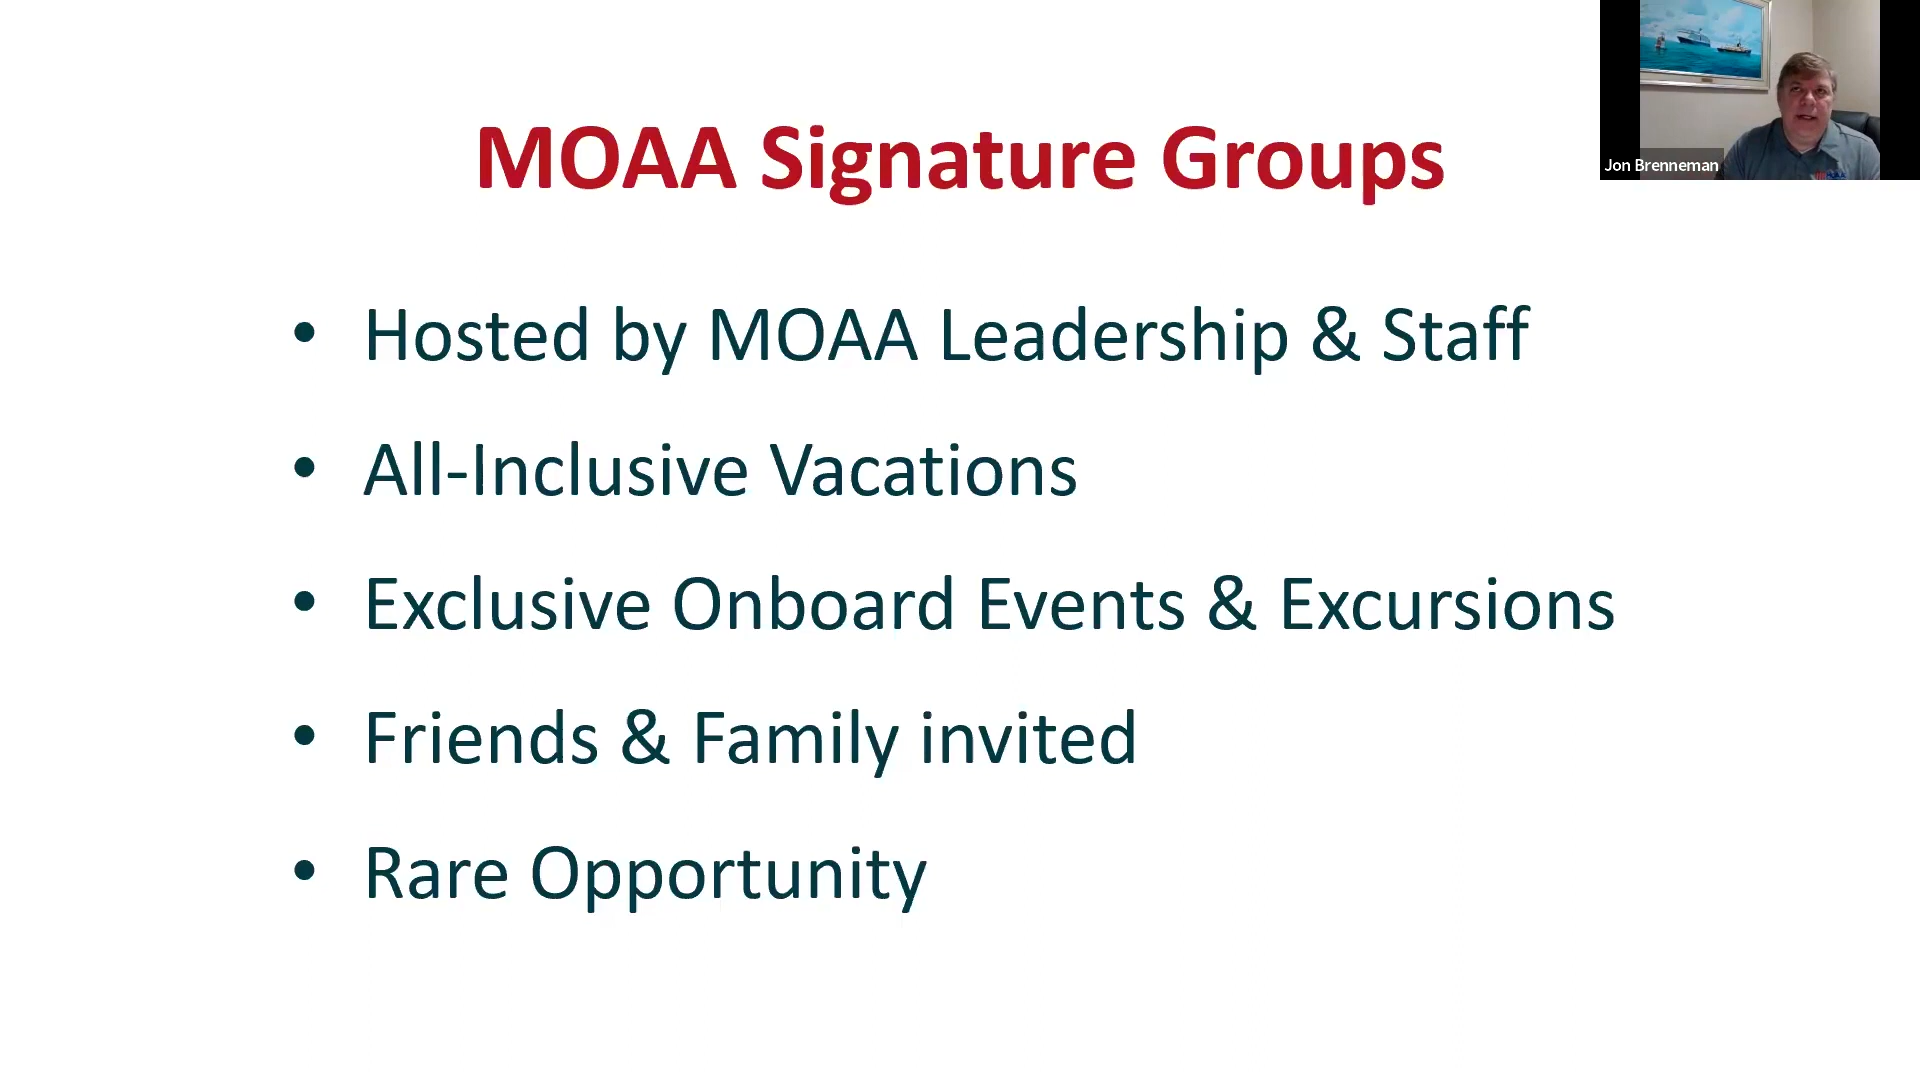 MOAA Signature Groups
Jon Brenneman
• Hosted by MOAA Leadership & Staff
• All-Inclusive Vacations
• Exclusive Onboard Events & Excursions
• Friends & Family invited
• Rare Opportunity